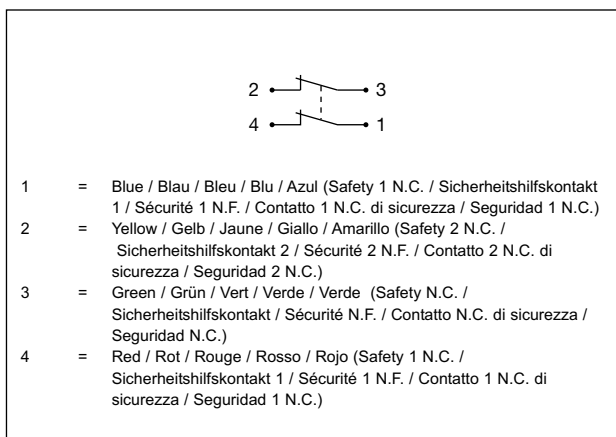 2 3
4 1
1 = Blue / Blau / Bleu / Blu / Azul (Safety 1 N.C. / Sicherheitshilfskontakt
1 / Sécurité 1 N.F. / Contatto 1 N.C. di sicurezza / Seguridad 1 N.C.)
2 = Yellow / Gelb / Jaune / Giallo / Amarillo (Safety 2 N.C. /
Sicherheitshilfskontakt 2 / Sécurité 2 N.F. / Contatto 2 N.C. di
sicurezza / Seguridad 2 N.C.)
3 = Green / Grün / Vert / Verde / Verde (Safety N.C. /
Sicherheitshilfskontakt / Sécurité N.F. / Contatto N.C. di sicurezza /
Seguridad N.C.)
4 = Red / Rot / Rouge / Rosso / Rojo (Safety 1 N.C. /
Sicherheitshilfskontakt 1 / Sécurité 1 N.F. / Contatto 1 N.C. di
sicurezza / Seguridad 1 N.C.)